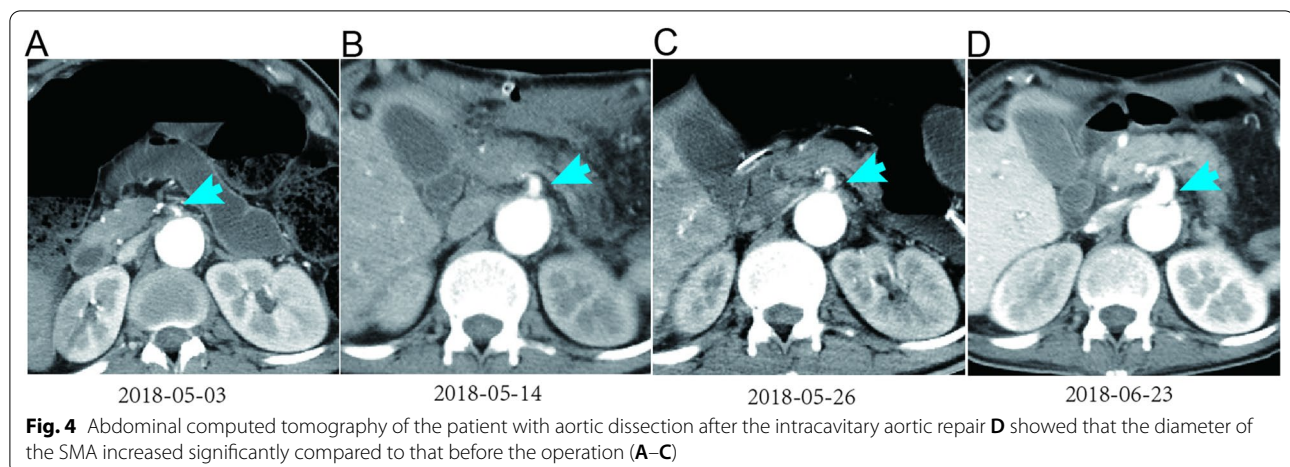 A B C D
2018-05-03 2018-05-14 2018-05-26 2018-06-23
Fig. 4 Abdominal computed tomography of the patient with aortic dissection after the intracavitary aortic repair D showed that the diameter of
the SMA increased significantly compared to that before the operation (A–C)